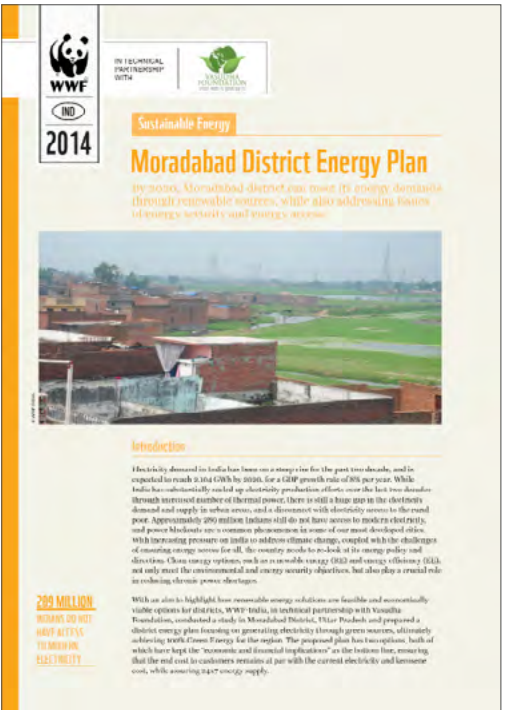 WWF
IN TECHNICAL
PARTNERSHIP
WITH
VASUDHA
FOUNDATION
IND
2014
Sustainable Energy
Moradabad District Energy Plan
By 2020, Moradabad district can meet its energy demands
through renewable sources, while also addressing issues
of energy security and energy access
Introduction
Electricity demand in India has been on a steep rise for the past two decade, and is
expected to reach 2,104 GWh by 2020, for a GDP growth rate of 8% per year. While
India has substantially scaled up electricity production efforts over the last two decades
through increased number of thermal power, there is still a huge gap in the electricity
demand and supply in urban areas, and a disconnect with electricity access to the rural
poor. Approximately 289 million Indians still do not have access to modern electricity,
and power blackouts are a common phenomenon in some of our most developed cities.
With increasing pressure on India to address climate change, coupled with the challenges
of ensuring energy access for all, the country needs to re-look at its energy policy and
direction. Clean energy options, such as renewable energy (RE) and energy efficiency (EE),
not only meet the environmental and energy security objectives, but also play a crucial role
in reducing chronic power shortages.
289 MILLION
INDIANS DO NOT
HAVE ACCESS
TO MODERN
ELECTRICITY
With an aim to highlight how renewable energy solutions are feasible and economically
viable options for districts, WWF-India, in technical partnership with Vasudha
Foundation, conducted a study in Moradabad District, Uttar Pradesh and prepared a
district energy plan focusing on generating electricity through green sources, ultimately
achieving 100% Green Energy for the region. The proposed plan has two options, both of
which have kept the "economic and financial implications" as the bottom line, ensuring
that the end cost to customers remains at par with the current electricity and kerosene
cost, while assuring 24x7 energy supply.